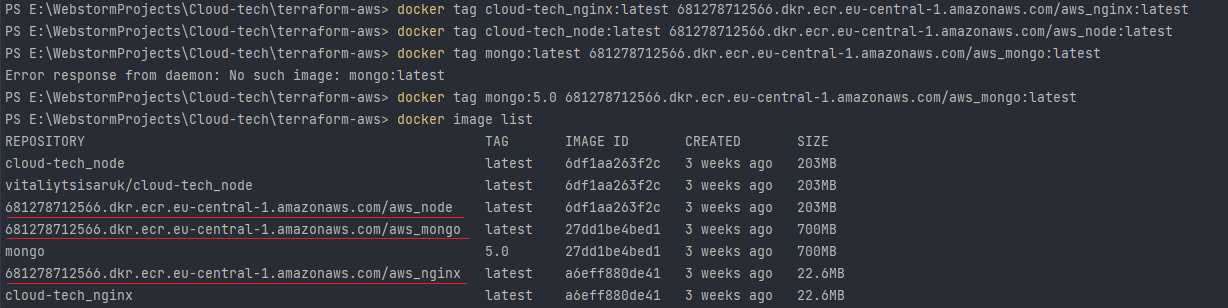 PS E:\WebstormProjects\Cloud-tech\terraform-aws> docker tag cloud-tech_nginx:latest 681278712566.dkr.ecr.eu-central-1.amazonaws.com/aws_nginx:latest
PS E:\WebstormProjects\Cloud-tech\terraform-aws> docker tag cloud-tech_node:latest 681278712566.dkr.ecr.eu-central-1.amazonaws.com/aws_node:latest
PS E:\WebstormProjects\Cloud-tech\terraform-aws> docker tag mongo:latest 681278712566.dkr.ecr.eu-central-1.amazonaws.com/aws_mongo:latest
Error response from daemon: No such image: mongo:latest
PS E:\WebstormProjects\Cloud-tech\terraform-aws> docker tag mongo:5.0 681278712566.dkr.ecr.eu-central-1.amazonaws.com/aws_mongo:latest
PS E:\WebstormProjects\Cloud-tech\terraform-aws> docker image list
REPOSITORY TAG IMAGE ID CREATED SIZE
cloud-tech_node latest 6df1aa263f2c 3 weeks ago 203MB
vitaliytsisaruk/cloud-tech_node latest 6df1aa263f2c 3 weeks ago 203MB
681278712566.dkr.ecr.eu-central-1.amazonaws.com/aws_node latest 6df1aa263f2c 3 weeks ago 203MB
681278712566.dkr.ecr.eu-central-1.amazonaws.com/aws_mongo latest 27dd1be4bed1 3 weeks ago 700MB
mongo 5.0 27dd1be4bed1 3 weeks ago 700MB
681278712566.dkr.ecr.eu-central-1.amazonaws.com/aws_nginx latest a6eff880de41 3 weeks ago 22.6MB
cloud-tech_nginx latest a6eff880de41 3 weeks ago 22.6MB